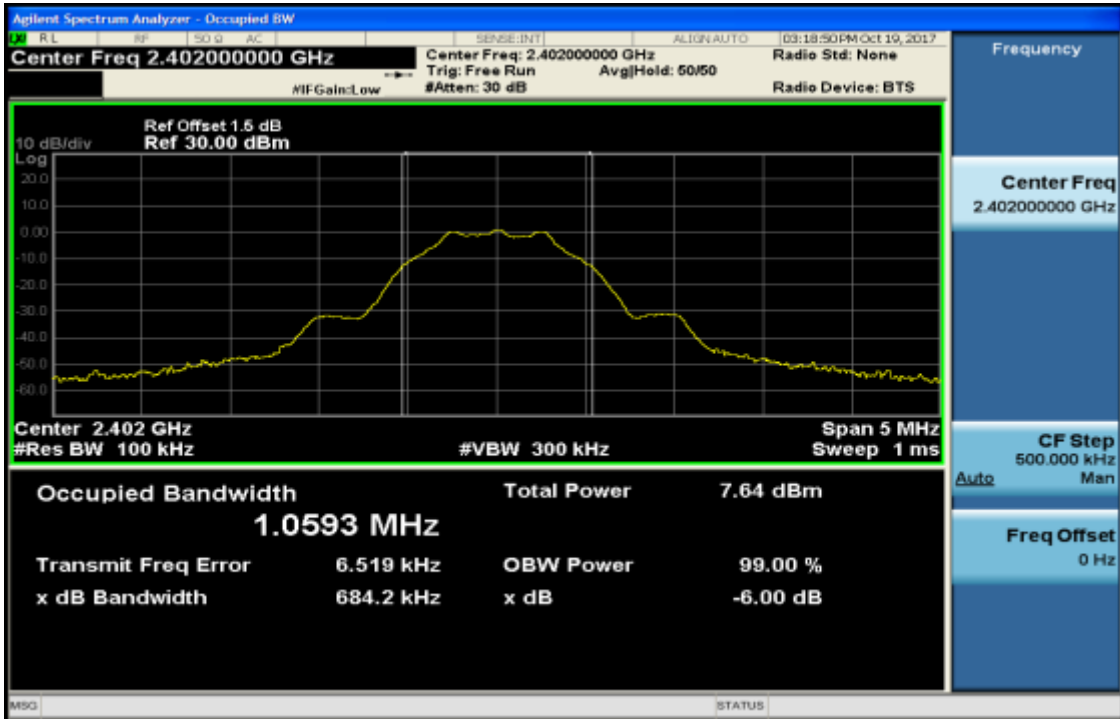 Agilent Spectrum Analyzer - Occupied BW
LXI RL RF 50 Ω AC SENSE:INT ALIGN AUTO 03:18:50 PM Oct 19, 2017
Center Freq 2.402000000 GHz
Center Freq: 2.402000000 GHz
Radio Std: None
Trig: Free Run Avg|Hold: 50/50
#IFGain:Low
#Atten: 30 dB
Radio Device: BTS
Ref Offset 1.5 dB
10 dB/div Ref 30.00 dBm
Log
20.0
10.0
0.00
-10.0
-20.0
-30.0
-40.0
-50.0
-60.0
Center 2.402 GHz Span 5 MHz
#Res BW 100 kHz #VBW 300 kHz Sweep 1 ms
Occupied Bandwidth Total Power 7.64 dBm
1.0593 MHz
Transmit Freq Error 6.519 kHz OBW Power 99.00 %
x dB Bandwidth 684.2 kHz x dB -6.00 dB
MSG STATUS
Frequency
Center Freq
2.402000000 GHz
CF Step
500.000 kHz
Auto Man
Freq Offset
0 Hz